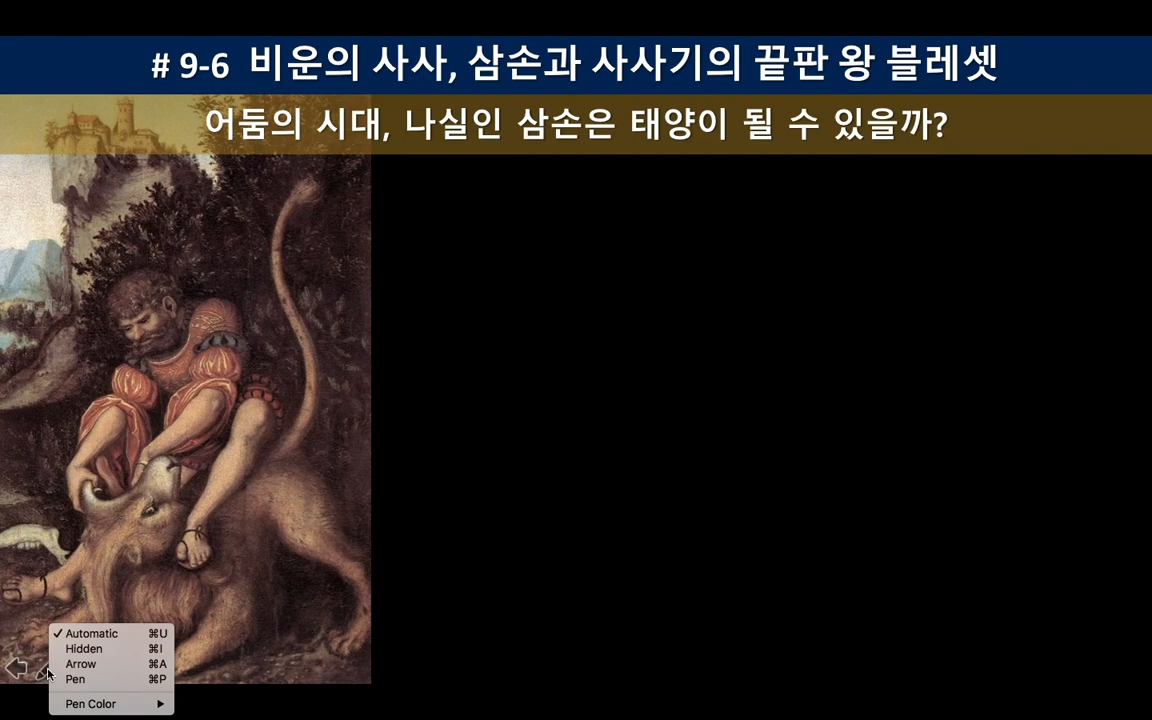 # 9-6 비운의 사사, 삼손과 사사기의 끝판 왕 블레셋
어둠의 시대, 나실인 삼손은 태양이 될 수 있을까?
✓ Automatic ⌘U
Hidden ⌘I
Arrow ⌘A
Pen ⌘P
Pen Color ▶